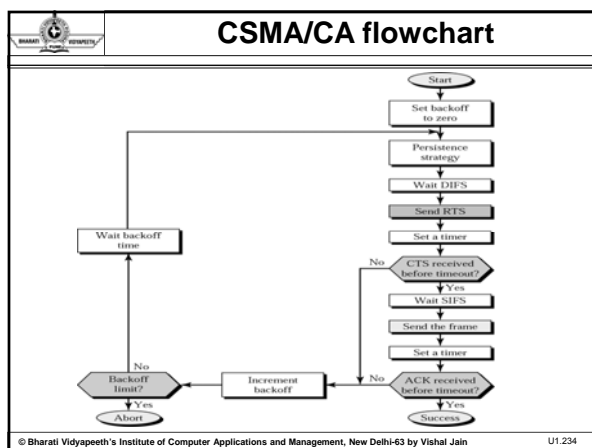 BHARATI
VIDYAPEETH
CSMA/CA flowchart
Start
Set backoff
to zero
Persistence
strategy
Wait DIFS
Send RTS
Set a timer
CTS received
before timeout?
No
Yes
Wait SIFS
Send the frame
Set a timer
ACK received
before timeout?
No
Yes
Success
Increment
backoff
Backoff
limit?
No
Yes
Abort
Wait backoff
time
© Bharati Vidyapeeth's Institute of Computer Applications and Management, New Delhi-63 by Vishal Jain
U1.234